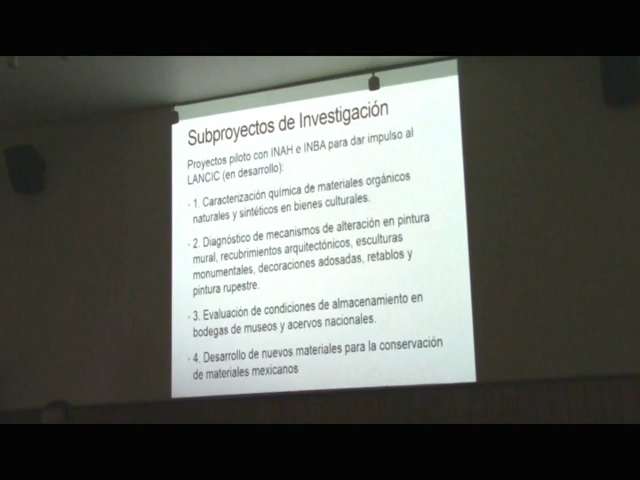 Subproyectos de Investigación
Proyectos piloto con INAH e INBA para dar impulso al
LANCIC (en desarrollo):
• 1. Caracterización química de materiales orgánicos
naturales y sintéticos en bienes culturales.
• 2. Diagnóstico de mecanismos de alteración en pintura
mural, recubrimientos arquitectónicos, esculturas
monumentales, decoraciones adosadas, retablos y
pintura rupestre.
• 3. Evaluación de condiciones de almacenamiento en
bodegas de museos y acervos nacionales.
• 4. Desarrollo de nuevos materiales para la conservación
de materiales mexicanos